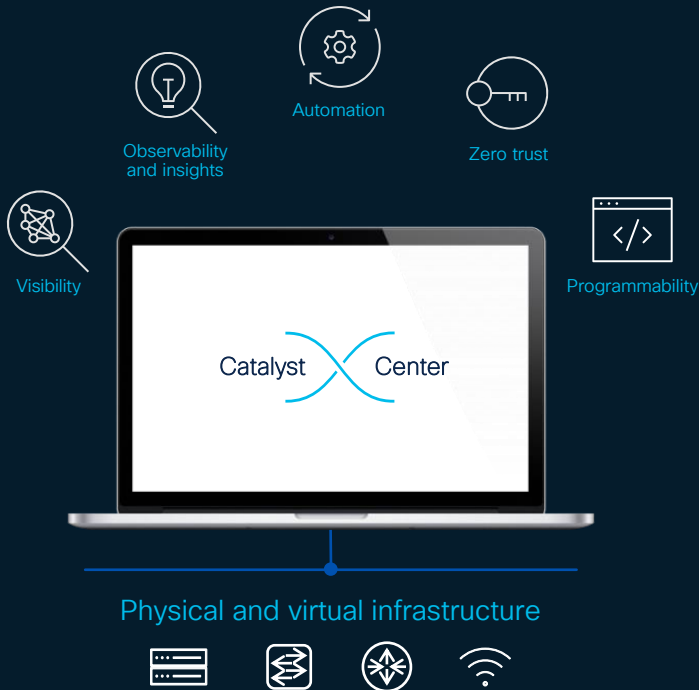 Automation
Observability
and insights
Zero trust
Visibility
Programmability
Catalyst Center
Physical and virtual infrastructure